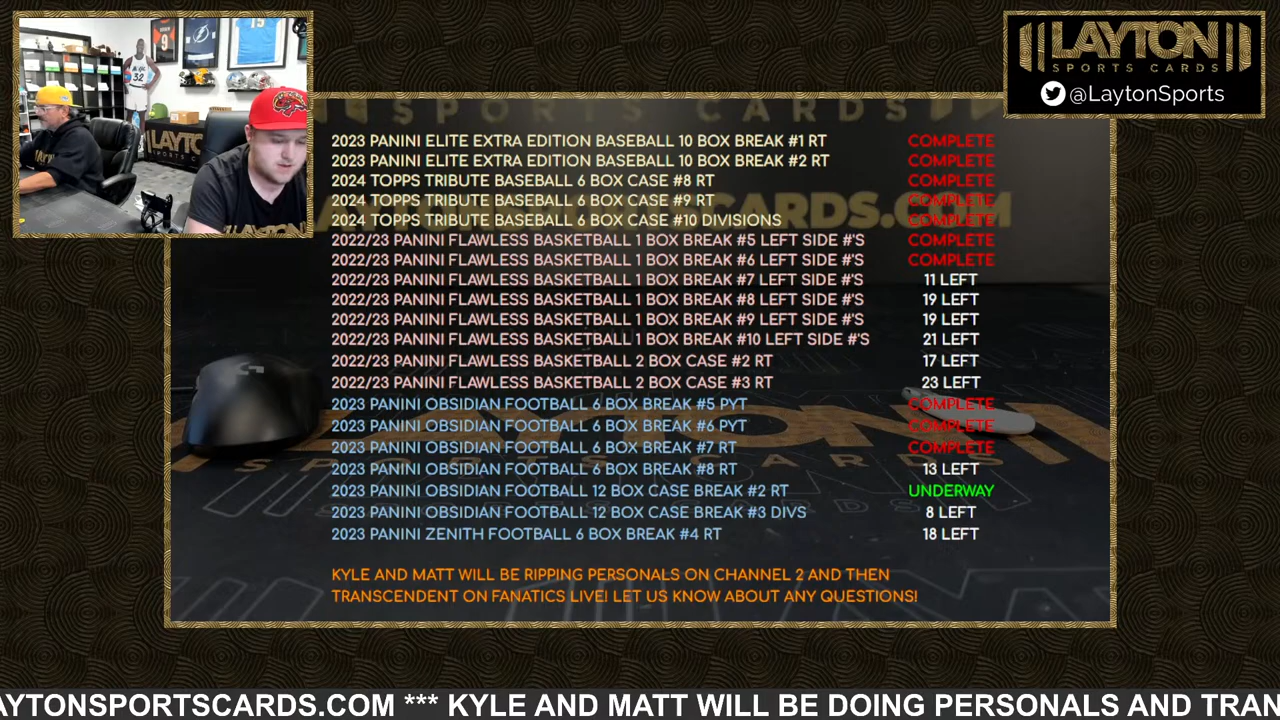 LAYTON
SPORTS CARDS
@LaytonSports
SPORTS CARDS
2023 PANINI ELITE EXTRA EDITION BASEBALL 10 BOX BREAK #1 RT COMPLETE
2023 PANINI ELITE EXTRA EDITION BASEBALL 10 BOX BREAK #2 RT COMPLETE
2024 TOPPS TRIBUTE BASEBALL 6 BOX CASE #8 RT COMPLETE
2024 TOPPS TRIBUTE BASEBALL 6 BOX CASE #9 RT COMPLETE
2024 TOPPS TRIBUTE BASEBALL 6 BOX CASE #10 DIVISIONS COMPLETE
2022/23 PANINI FLAWLESS BASKETBALL 1 BOX BREAK #5 LEFT SIDE #'S COMPLETE
2022/23 PANINI FLAWLESS BASKETBALL 1 BOX BREAK #6 LEFT SIDE #'S COMPLETE
2022/23 PANINI FLAWLESS BASKETBALL 1 BOX BREAK #7 LEFT SIDE #'S 11 LEFT
2022/23 PANINI FLAWLESS BASKETBALL 1 BOX BREAK #8 LEFT SIDE #'S 19 LEFT
2022/23 PANINI FLAWLESS BASKETBALL 1 BOX BREAK #9 LEFT SIDE #'S 19 LEFT
2022/23 PANINI FLAWLESS BASKETBALL 1 BOX BREAK #10 LEFT SIDE #'S 21 LEFT
2022/23 PANINI FLAWLESS BASKETBALL 2 BOX CASE #2 RT 17 LEFT
2022/23 PANINI FLAWLESS BASKETBALL 2 BOX CASE #3 RT 23 LEFT
2023 PANINI OBSIDIAN FOOTBALL 6 BOX BREAK #5 PYT COMPLETE
2023 PANINI OBSIDIAN FOOTBALL 6 BOX BREAK #6 PYT COMPLETE
2023 PANINI OBSIDIAN FOOTBALL 6 BOX BREAK #7 RT COMPLETE
2023 PANINI OBSIDIAN FOOTBALL 6 BOX BREAK #8 RT 13 LEFT
2023 PANINI OBSIDIAN FOOTBALL 12 BOX CASE BREAK #2 RT UNDERWAY
2023 PANINI OBSIDIAN FOOTBALL 12 BOX CASE BREAK #3 DIVS 8 LEFT
2023 PANINI ZENITH FOOTBALL 6 BOX BREAK #4 RT 18 LEFT
KYLE AND MATT WILL BE RIPPING PERSONALS ON CHANNEL 2 AND THEN
TRANSCENDENT ON FANATICS LIVE! LET US KNOW ABOUT ANY QUESTIONS!
AYTONSPORTSCARDS.COM *** KYLE AND MATT WILL BE DOING PERSONALS AND TRAN